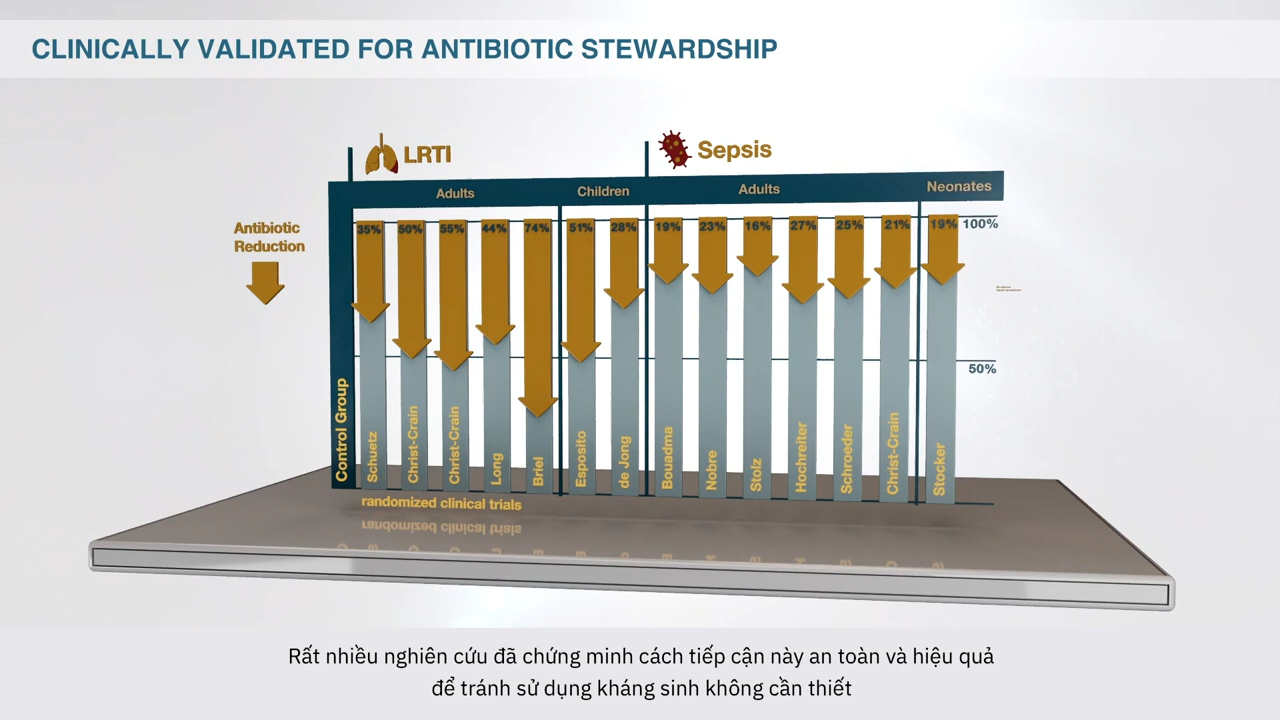 CLINICALLY VALIDATED FOR ANTIBIOTIC STEWARDSHIP
LRTI
Sepsis
Adults
Children
Adults
Neonates
Antibiotic
Reduction
35%
50%
55%
44%
74%
51%
28%
19%
23%
16%
27%
25%
21%
19%
100%
50%
Control Group
Schuetz
Christ-Crain
Christ-Crain
Long
Briel
Esposito
de Jong
Bouadma
Nobre
Stolz
Hochreiter
Schroeder
Christ-Crain
Stocker
randomized clinical trials
Rất nhiều nghiên cứu đã chứng minh cách tiếp cận này an toàn và hiệu quả
để tránh sử dụng kháng sinh không cần thiết